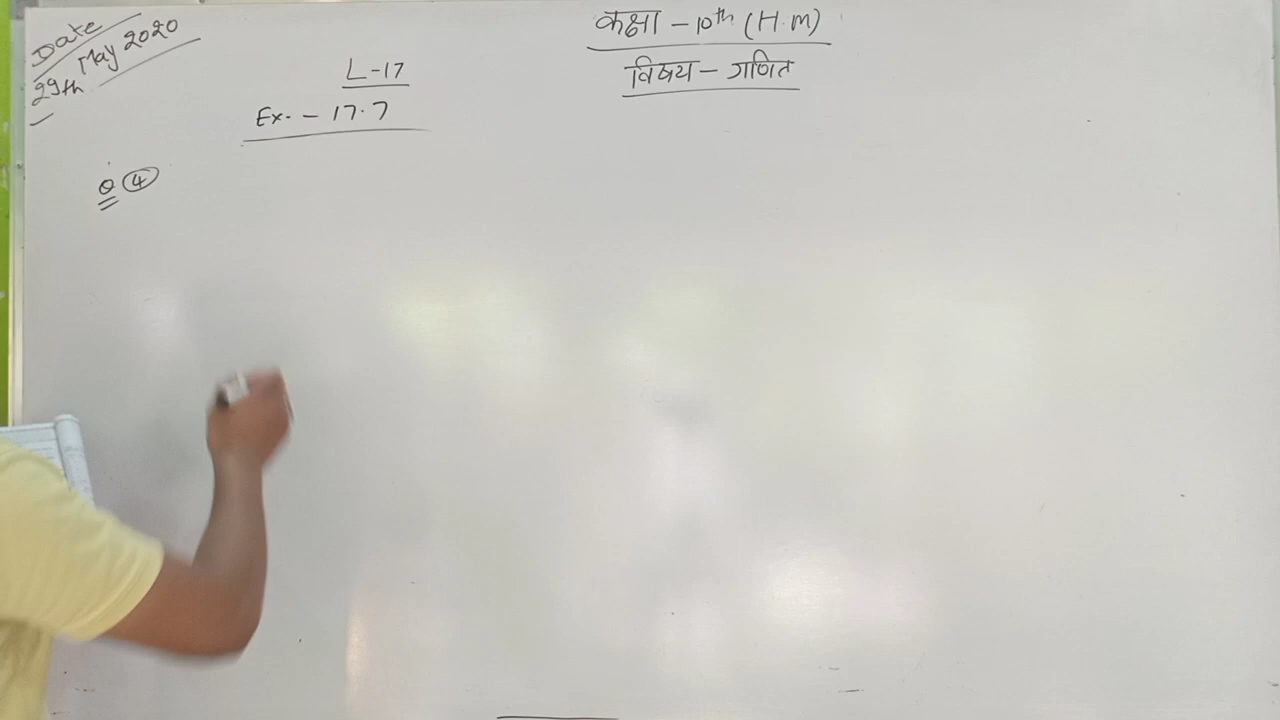 Date
29th May 2020
कक्षा - 10th (H.M)
विषय - गणित
L-17
Ex. - 17.7
Q 4